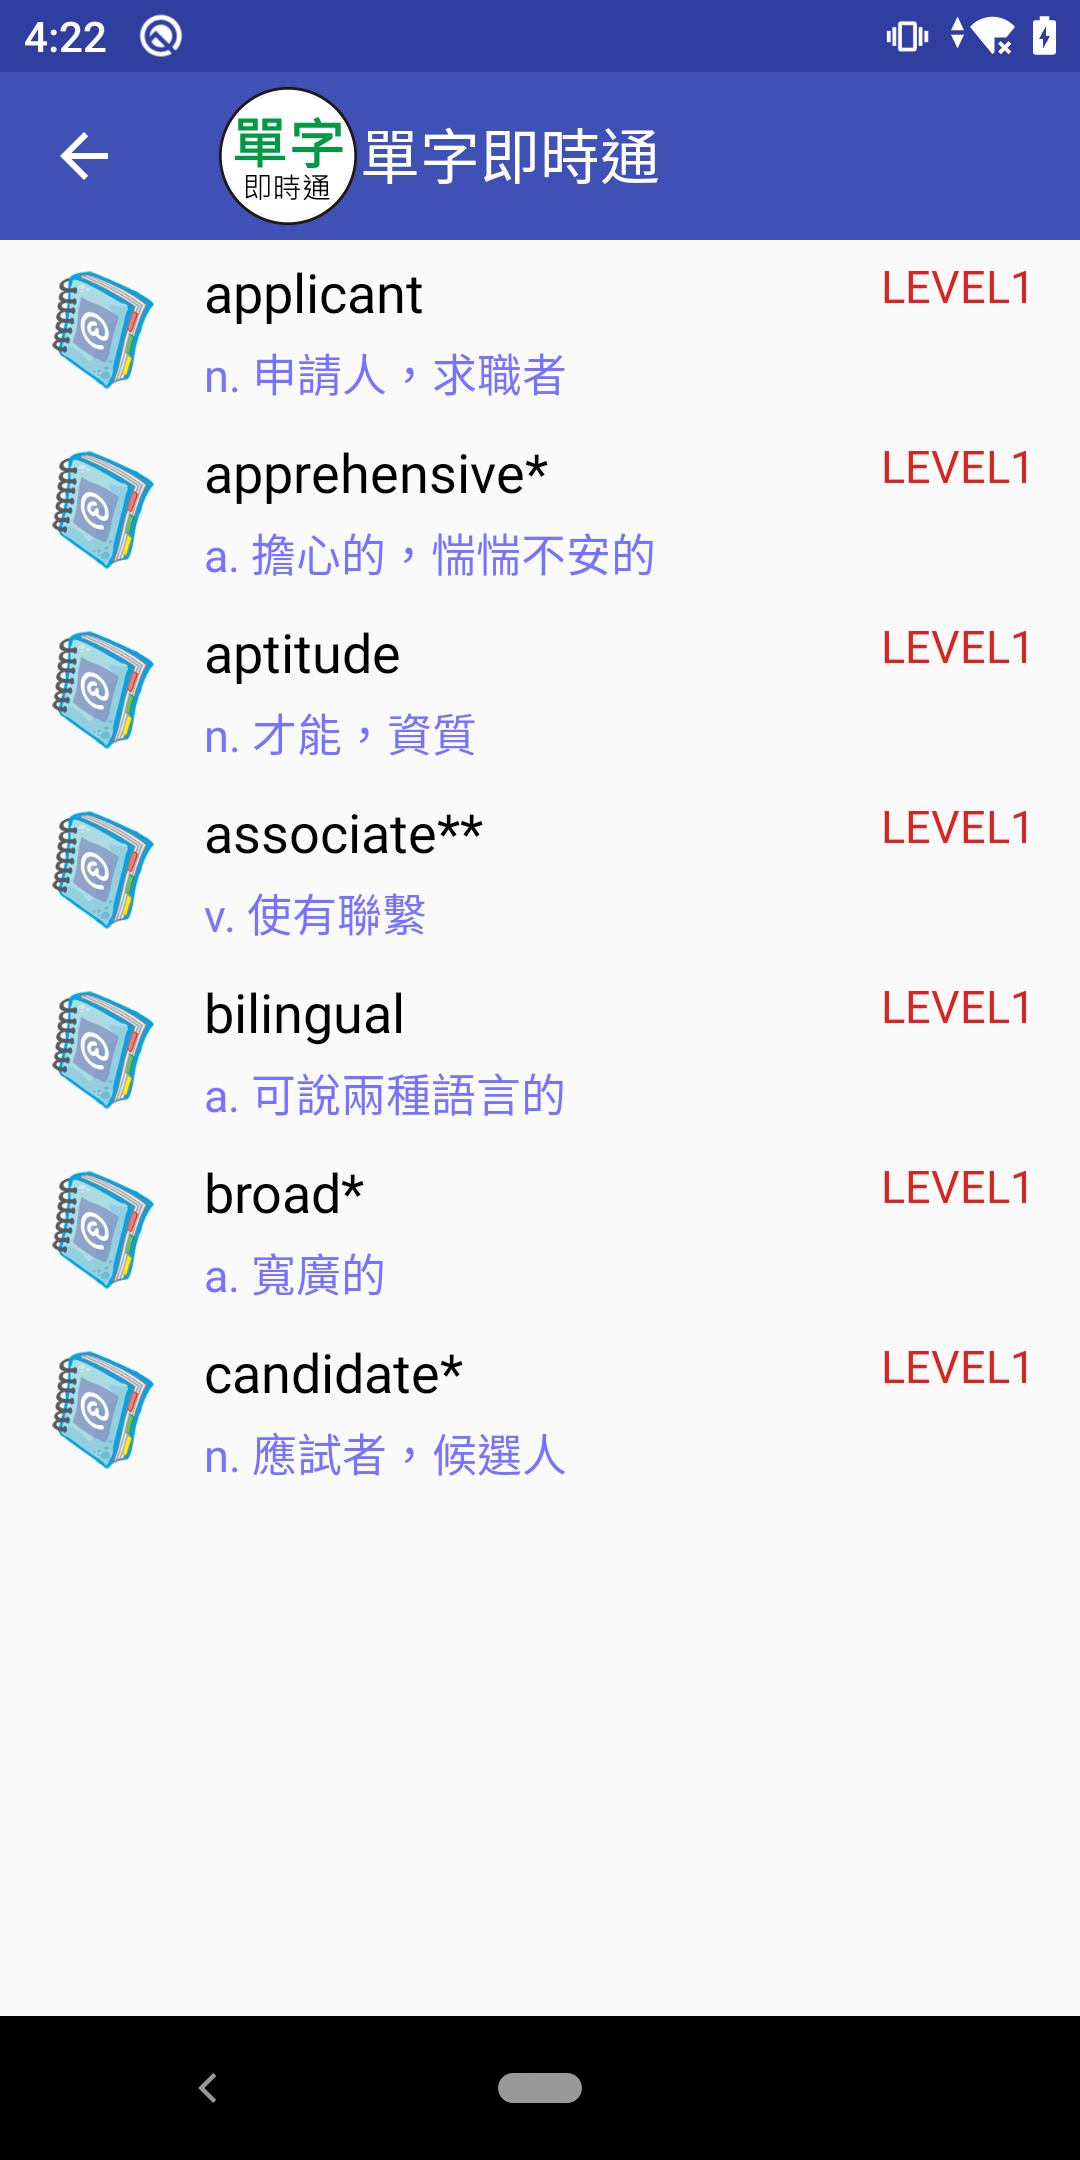 4:22
單字
即時通
單字即時通
applicant
LEVEL1
n. 申請人，求職者
apprehensive*
LEVEL1
a. 擔心的，惴惴不安的
aptitude
LEVEL1
n. 才能，資質
associate**
LEVEL1
v. 使有聯繫
bilingual
LEVEL1
a. 可說兩種語言的
broad*
LEVEL1
a. 寬廣的
candidate*
LEVEL1
n. 應試者，候選人